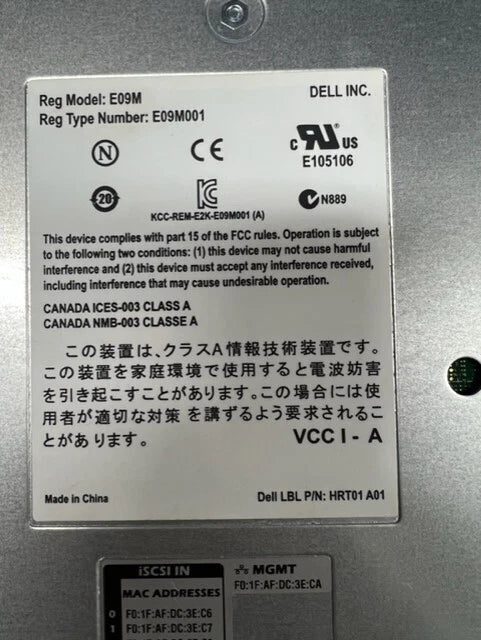 Reg Model: E09M
DELL INC.
Reg Type Number: E09M001
N
CE
c RU US
E105106
20
N889
KCC-REM-E2K-E09M001 (A)
This device complies with part 15 of the FCC rules. Operation is subject
to the following two conditions: (1) this device may not cause harmful
interference and (2) this device must accept any interference received,
including interference that may cause undesirable operation.
CANADA ICES-003 CLASS A
CANADA NMB-003 CLASSE A
この装置は、クラスA情報技術装置です。
この装置を家庭環境で使用すると電波妨害
を引き起こすことがあります。この場合には使
用者が適切な対策 を講ずるよう要求されるこ
とがあります。
VCC I - A
Made in China
Dell LBL P/N: HRT01 A01
iSCSI IN
MGMT
MAC ADDRESSES
F0:1F:AF:DC:3E:CA
0 F0:1F:AF:DC:3E:C6
1 F0:1F:AF:DC:3E:C7